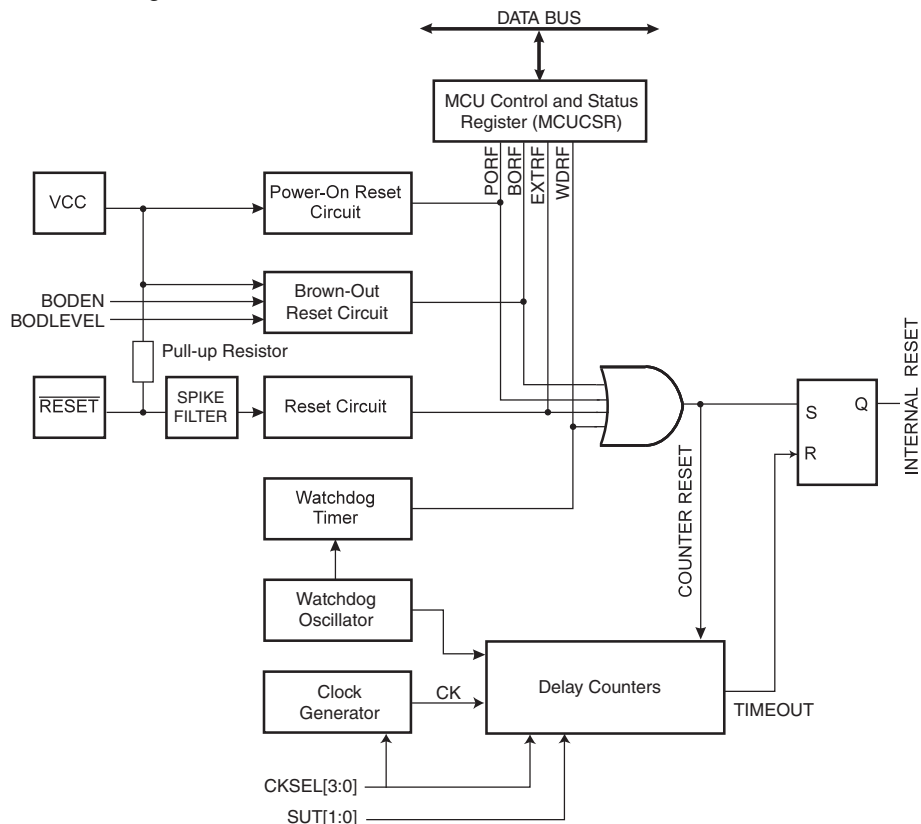 DATA BUS
MCU Control and Status
Register (MCUCSR)
PORF
BORF
EXTRF
WDRF
VCC
Power-On Reset
Circuit
BODEN
BODLEVEL
Brown-Out
Reset Circuit
Pull-up Resistor
RESET
SPIKE
FILTER
Reset Circuit
S
Q
R
INTERNAL RESET
COUNTER RESET
Watchdog
Timer
Watchdog
Oscillator
Clock
Generator
CK
Delay Counters
TIMEOUT
CKSEL[3:0]
SUT[1:0]